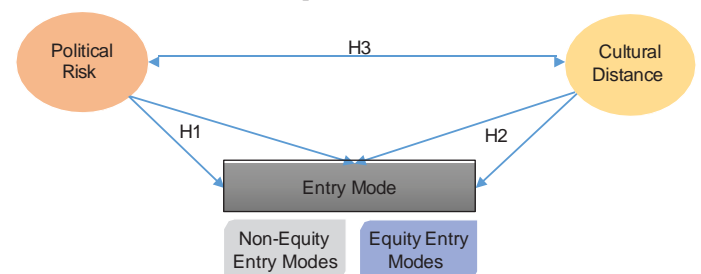 Political
Risk
H3
Cultural
Distance
H1
H2
Entry Mode
Non-Equity
Entry Modes
Equity Entry
Modes